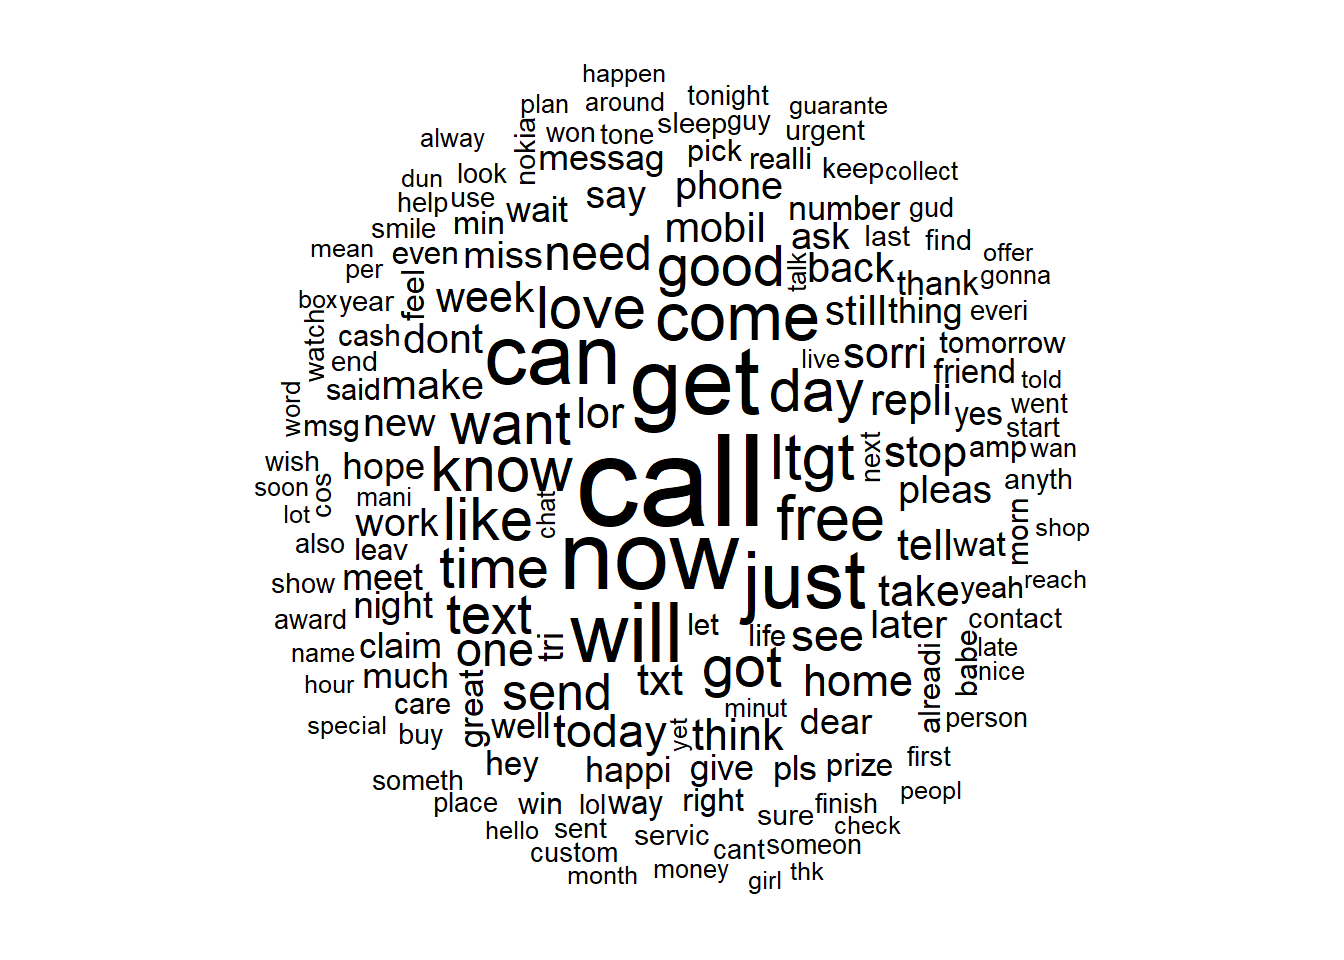 happen
plan around tonight guarante
alway nokia won tone sleep guy urgent
look messag pick realli keep collect
dun help use say phone number gud
smile min wait mobil ask last find offer
mean even miss need good talk back thank gonna
per feel
box year week love come still thing everi
watch cash dont can get live sorri tomorrow
end said make day friend told
word msg new want lor repli yes went start
wish hope know call ltgt next stop amp wan
soon cos mani pleas anyth
lot work like chat free morn shop
also leav now tell wat
show meet time just take yeah reach
award night text will let life see later contact
name claim one tri late
hour much great send txt got home alreadi babe nice
special care buy well today yet minut think dear person
hey happi give pls prize first
someth peopl
place win lol way right sure finish
hello sent servic check
custom cant someon
month money girl thk